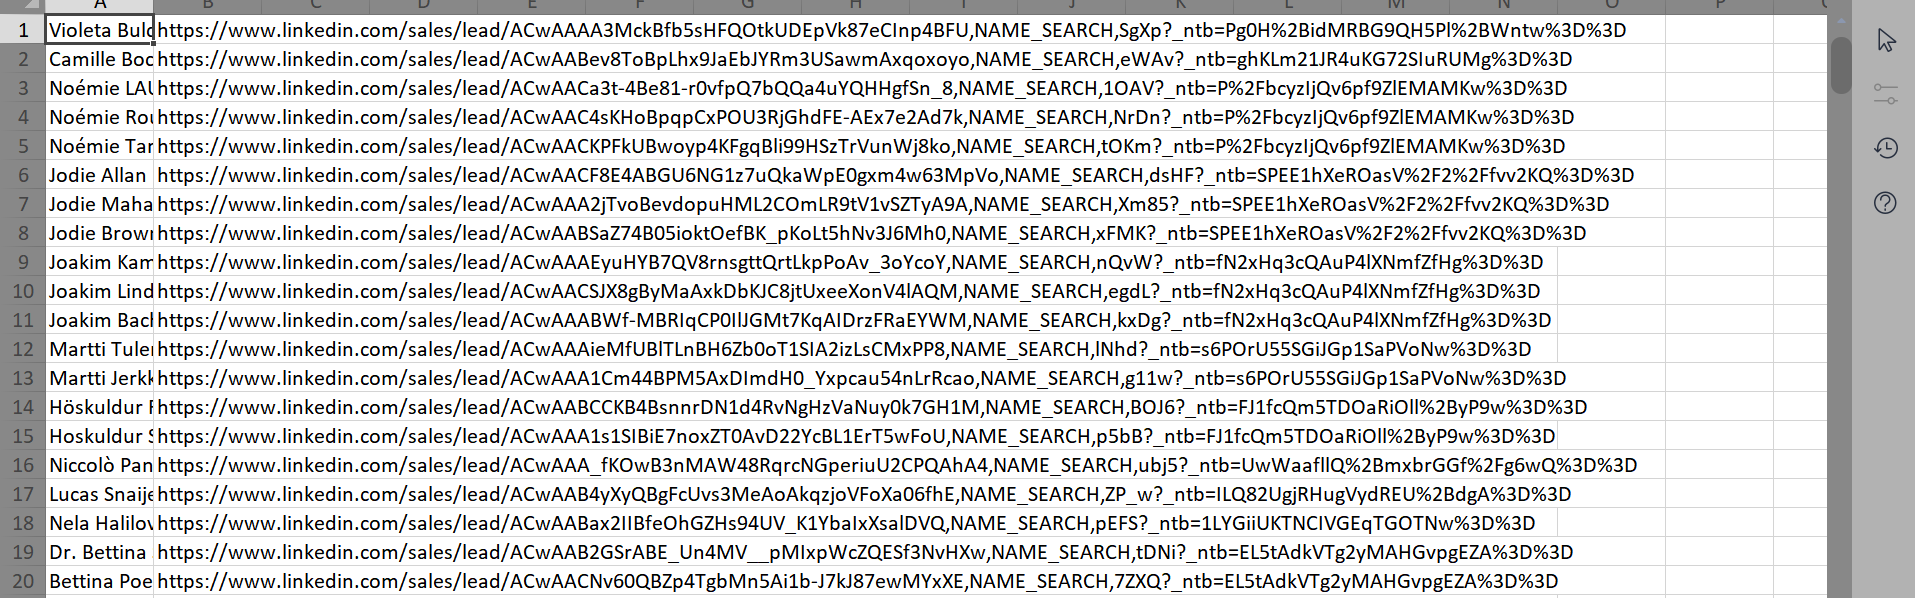 A B C D E F G H I J K L M N O P
1 Violeta https://www.linkedin.com/sales/lead/ACwAAAA3MckBfb5sHFQOtkUDEpVk87eCInp4BFU,NAME_SEARCH,SgXp?_ntb=Pg0H%2BidMRBG9QH5Pl%2BWntw%3D%3D
2 Camille https://www.linkedin.com/sales/lead/ACwAABev8ToBpLhx9JaEbJYRm3USawmAxqoxoyo,NAME_SEARCH,eWAv?_ntb=ghKLm21JR4uKG72SIuRUMg%3D%3D
3 Noémie LAU https://www.linkedin.com/sales/lead/ACwAACa3t-4Be81-r0vfpQ7bQQa4uYQHHgfSn_8,NAME_SEARCH,1OAV?_ntb=P%2FbcyzIjQv6pf9ZlEMAMKw%3D%3D
4 Noémie Rou https://www.linkedin.com/sales/lead/ACwAAC4sKHoBpqpCxPOU3RjGhdFE-AEx7e2Ad7k,NAME_SEARCH,NrDn?_ntb=P%2FbcyzIjQv6pf9ZlEMAMKw%3D%3D
5 Noémie Tar https://www.linkedin.com/sales/lead/ACwAACKPFkUBwoyp4KFgqBli99HSzTrVunWj8ko,NAME_SEARCH,tOKm?_ntb=P%2FbcyzIjQv6pf9ZlEMAMKw%3D%3D
6 Jodie Allan https://www.linkedin.com/sales/lead/ACwAACF8E4ABGU6NG1z7uQkaWpE0gxm4w63MpVo,NAME_SEARCH,dsHF?_ntb=SPEE1hXeROasV%2F2%2Ffvv2KQ%3D%3D
7 Jodie Maha https://www.linkedin.com/sales/lead/ACwAAA2jTvoBevdopuHML2COmLR9tV1vSZTyA9A,NAME_SEARCH,Xm85?_ntb=SPEE1hXeROasV%2F2%2Ffvv2KQ%3D%3D
8 Jodie Brown https://www.linkedin.com/sales/lead/ACwAABSaZ74B05ioktOefBK_pKoLt5hNv3J6Mh0,NAME_SEARCH,xFMK?_ntb=SPEE1hXeROasV%2F2%2Ffvv2KQ%3D%3D
9 Joakim Kam https://www.linkedin.com/sales/lead/ACwAAAEyuHYB7QV8rnsgttQrtLkpPoAv_3oYcoY,NAME_SEARCH,nQvW?_ntb=fN2xHq3cQAuP4lXNmfZfHg%3D%3D
10 Joakim Lind https://www.linkedin.com/sales/lead/ACwAACSJX8gByMaAxkDbKJC8jtUxeeXonV4lAQM,NAME_SEARCH,egdL?_ntb=fN2xHq3cQAuP4lXNmfZfHg%3D%3D
11 Joakim Bach https://www.linkedin.com/sales/lead/ACwAAABWf-MBRIqCP0IlJGMt7KqAIDrzFRaEYWM,NAME_SEARCH,kxDg?_ntb=fN2xHq3cQAuP4lXNmfZfHg%3D%3D
12 Martti Tuler https://www.linkedin.com/sales/lead/ACwAAAieMfUBlTLnBH6Zb0oT1SIA2izLsCMxPP8,NAME_SEARCH,lNhd?_ntb=s6POrU55SGiJGp1SaPVoNw%3D%3D
13 Martti Jerkk https://www.linkedin.com/sales/lead/ACwAAA1Cm44BPM5AxDImdH0_Yxpcau54nLrRcao,NAME_SEARCH,g11w?_ntb=s6POrU55SGiJGp1SaPVoNw%3D%3D
14 Höskuldur https://www.linkedin.com/sales/lead/ACwAABCCKB4BsnnrDN1d4RvNgHzVaNuy0k7GH1M,NAME_SEARCH,BOJ6?_ntb=FJ1fcQm5TDOaRiOll%2ByP9w%3D%3D
15 Hoskuldur S https://www.linkedin.com/sales/lead/ACwAAA1s1SIBiE7noxZT0AvD22YcBL1ErT5wFoU,NAME_SEARCH,p5bB?_ntb=FJ1fcQm5TDOaRiOll%2ByP9w%3D%3D
16 Niccolò Pan https://www.linkedin.com/sales/lead/ACwAAA_fKOwB3nMAW48RqrcNGperiuU2CPQAhA4,NAME_SEARCH,ubj5?_ntb=UwWaafllQ%2BmxbrGGf%2Fg6wQ%3D%3D
17 Lucas Snaije https://www.linkedin.com/sales/lead/ACwAAB4yXyQBgFcUvs3MeAoAkqzjoVFoXa06fhE,NAME_SEARCH,ZP_w?_ntb=ILQ82UgjRHugVydREU%2BdgA%3D%3D
18 Nela Halilov https://www.linkedin.com/sales/lead/ACwAABax2IIBfeOhGZHs94UV_K1YbaIxXsalDVQ,NAME_SEARCH,pEFS?_ntb=1LYGiiUKTNCIVGEqTGOTNw%3D%3D
19 Dr. Bettina https://www.linkedin.com/sales/lead/ACwAAB2GSrABE_Un4MV__pMIxpWcZQESf3NvHXw,NAME_SEARCH,tDNi?_ntb=EL5tAdkVTg2yMAHGvpgEZA%3D%3D
20 Bettina Poe https://www.linkedin.com/sales/lead/ACwAACNv60QBZp4TgbMn5Ai1b-J7kJ87ewMYxXE,NAME_SEARCH,7ZXQ?_ntb=EL5tAdkVTg2yMAHGvpgEZA%3D%3D